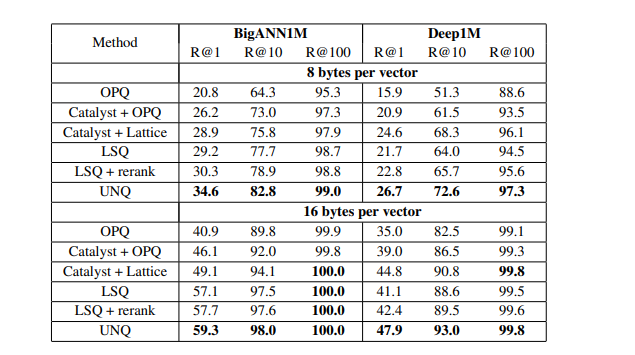 Method BigANN1M Deep1M
R@1 R@10 R@100 R@1 R@10 R@100
8 bytes per vector
OPQ 20.8 64.3 95.3 15.9 51.3 88.6
Catalyst + OPQ 26.2 73.0 97.3 20.9 61.5 93.5
Catalyst + Lattice 28.9 75.8 97.9 24.6 68.3 96.1
LSQ 29.2 77.7 98.7 21.7 64.0 94.5
LSQ + rerank 30.3 78.9 98.8 22.8 65.7 95.6
UNQ 34.6 82.8 99.0 26.7 72.6 97.3
16 bytes per vector
OPQ 40.9 89.8 99.9 35.0 82.5 99.1
Catalyst + OPQ 46.1 92.0 99.8 39.0 86.5 99.3
Catalyst + Lattice 49.1 94.1 100.0 44.8 90.8 99.8
LSQ 57.1 97.5 100.0 41.1 88.6 99.5
LSQ + rerank 57.7 97.6 100.0 42.4 89.5 99.6
UNQ 59.3 98.0 100.0 47.9 93.0 99.8